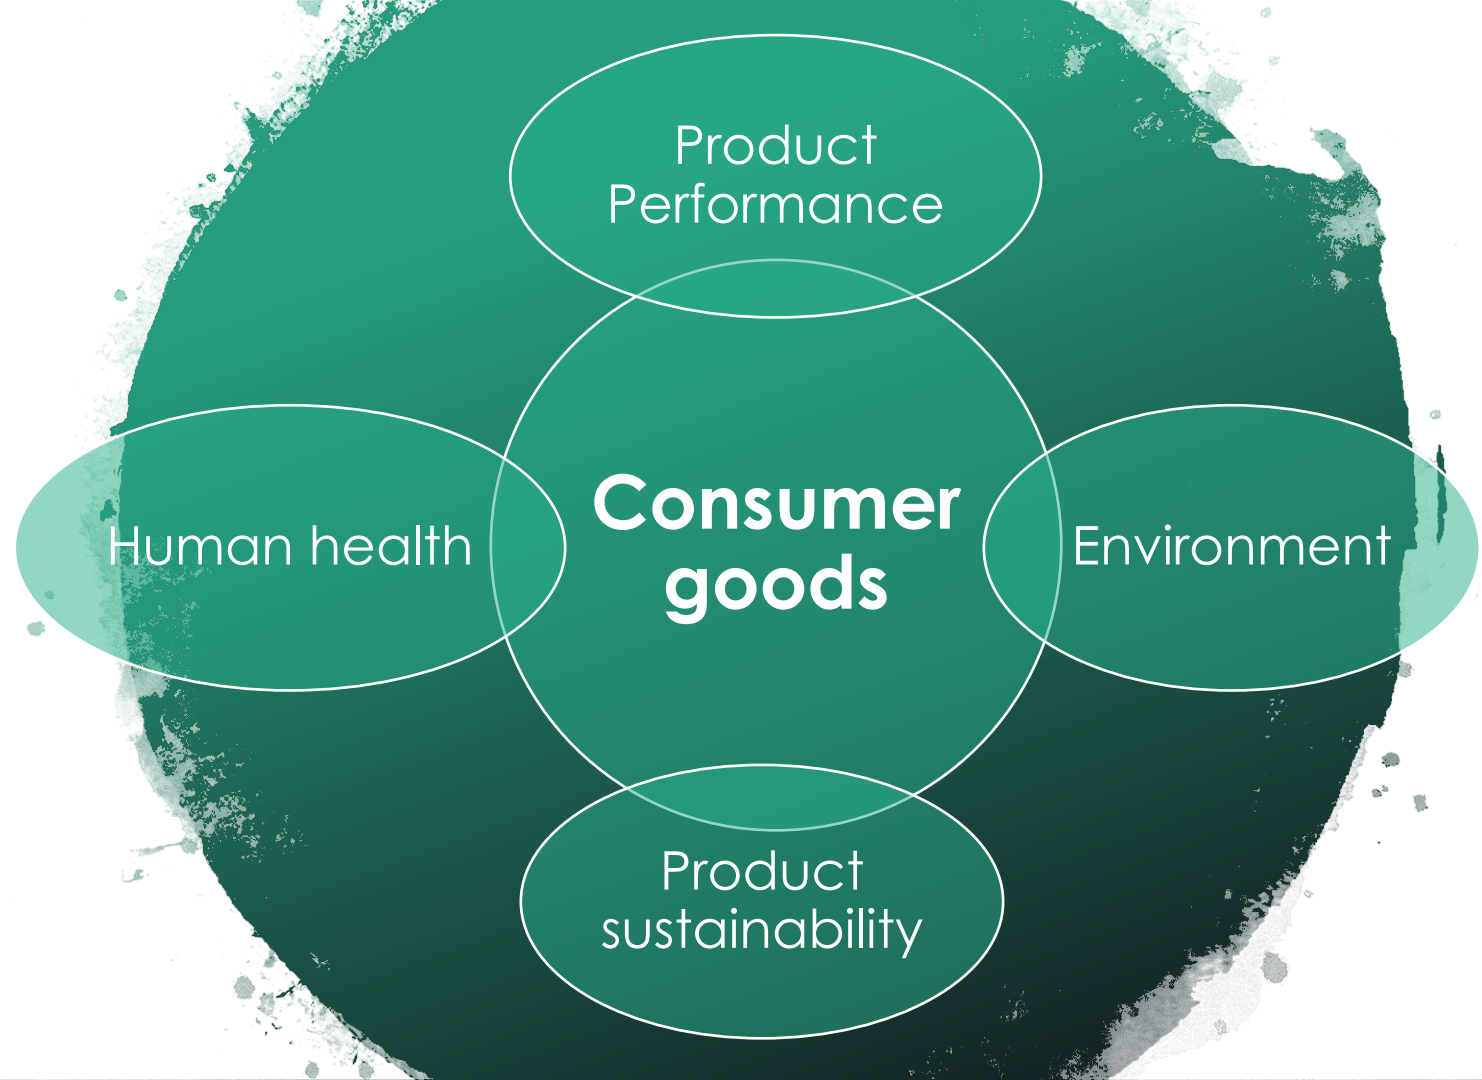 Product
Performance
Human health
Consumer
goods
Environment
Product
sustainability